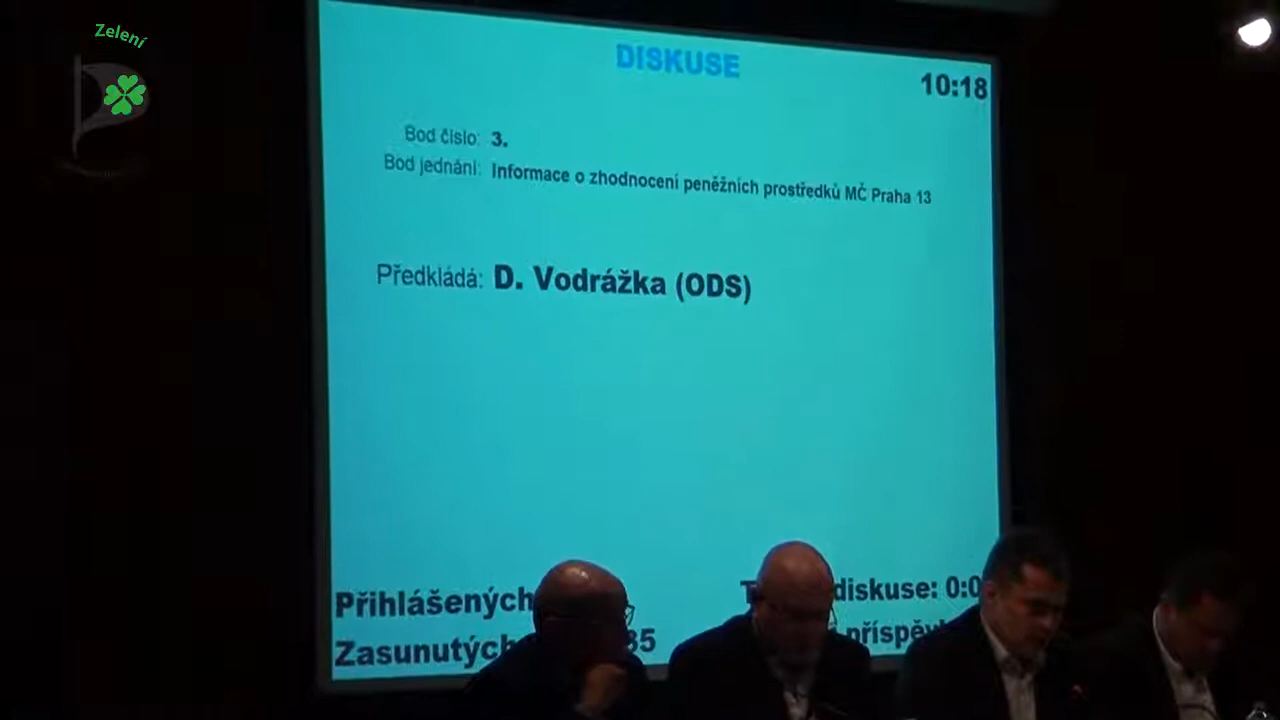 Zelení
DISKUSE
10:18
Bod číslo: 3.
Bod jednání: Informace o zhodnocení peněžních prostředků MČ Praha 13
Předkládá: D. Vodrážka (ODS)
Přihlášených
diskuse: 0:0
Zasunutých 35